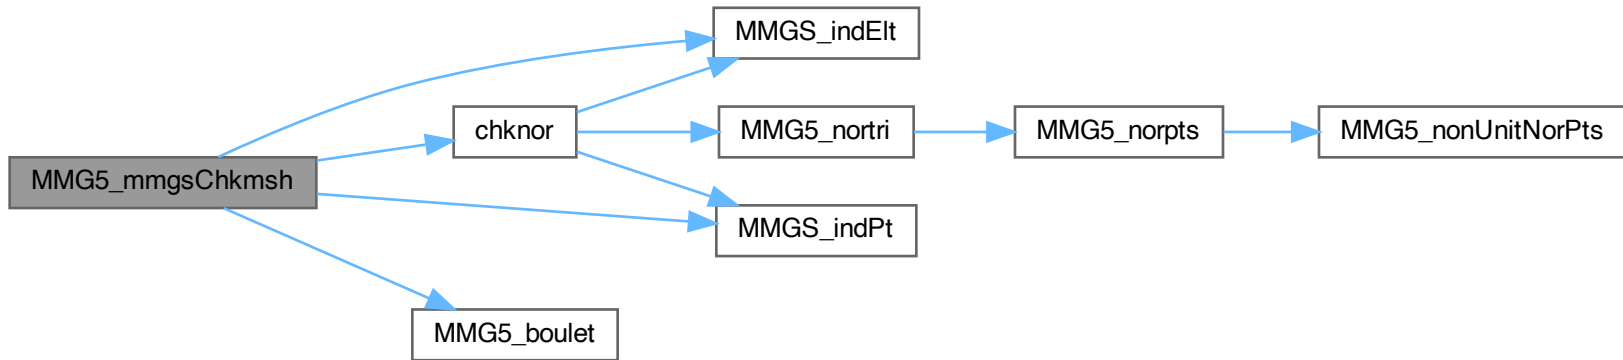 MMGS_indElt
chknor
MMG5_nortri
MMG5_norpts
MMG5_nonUnitNorPts
MMG5_mmgsChkmsh
MMGS_indPt
MMG5_boulet